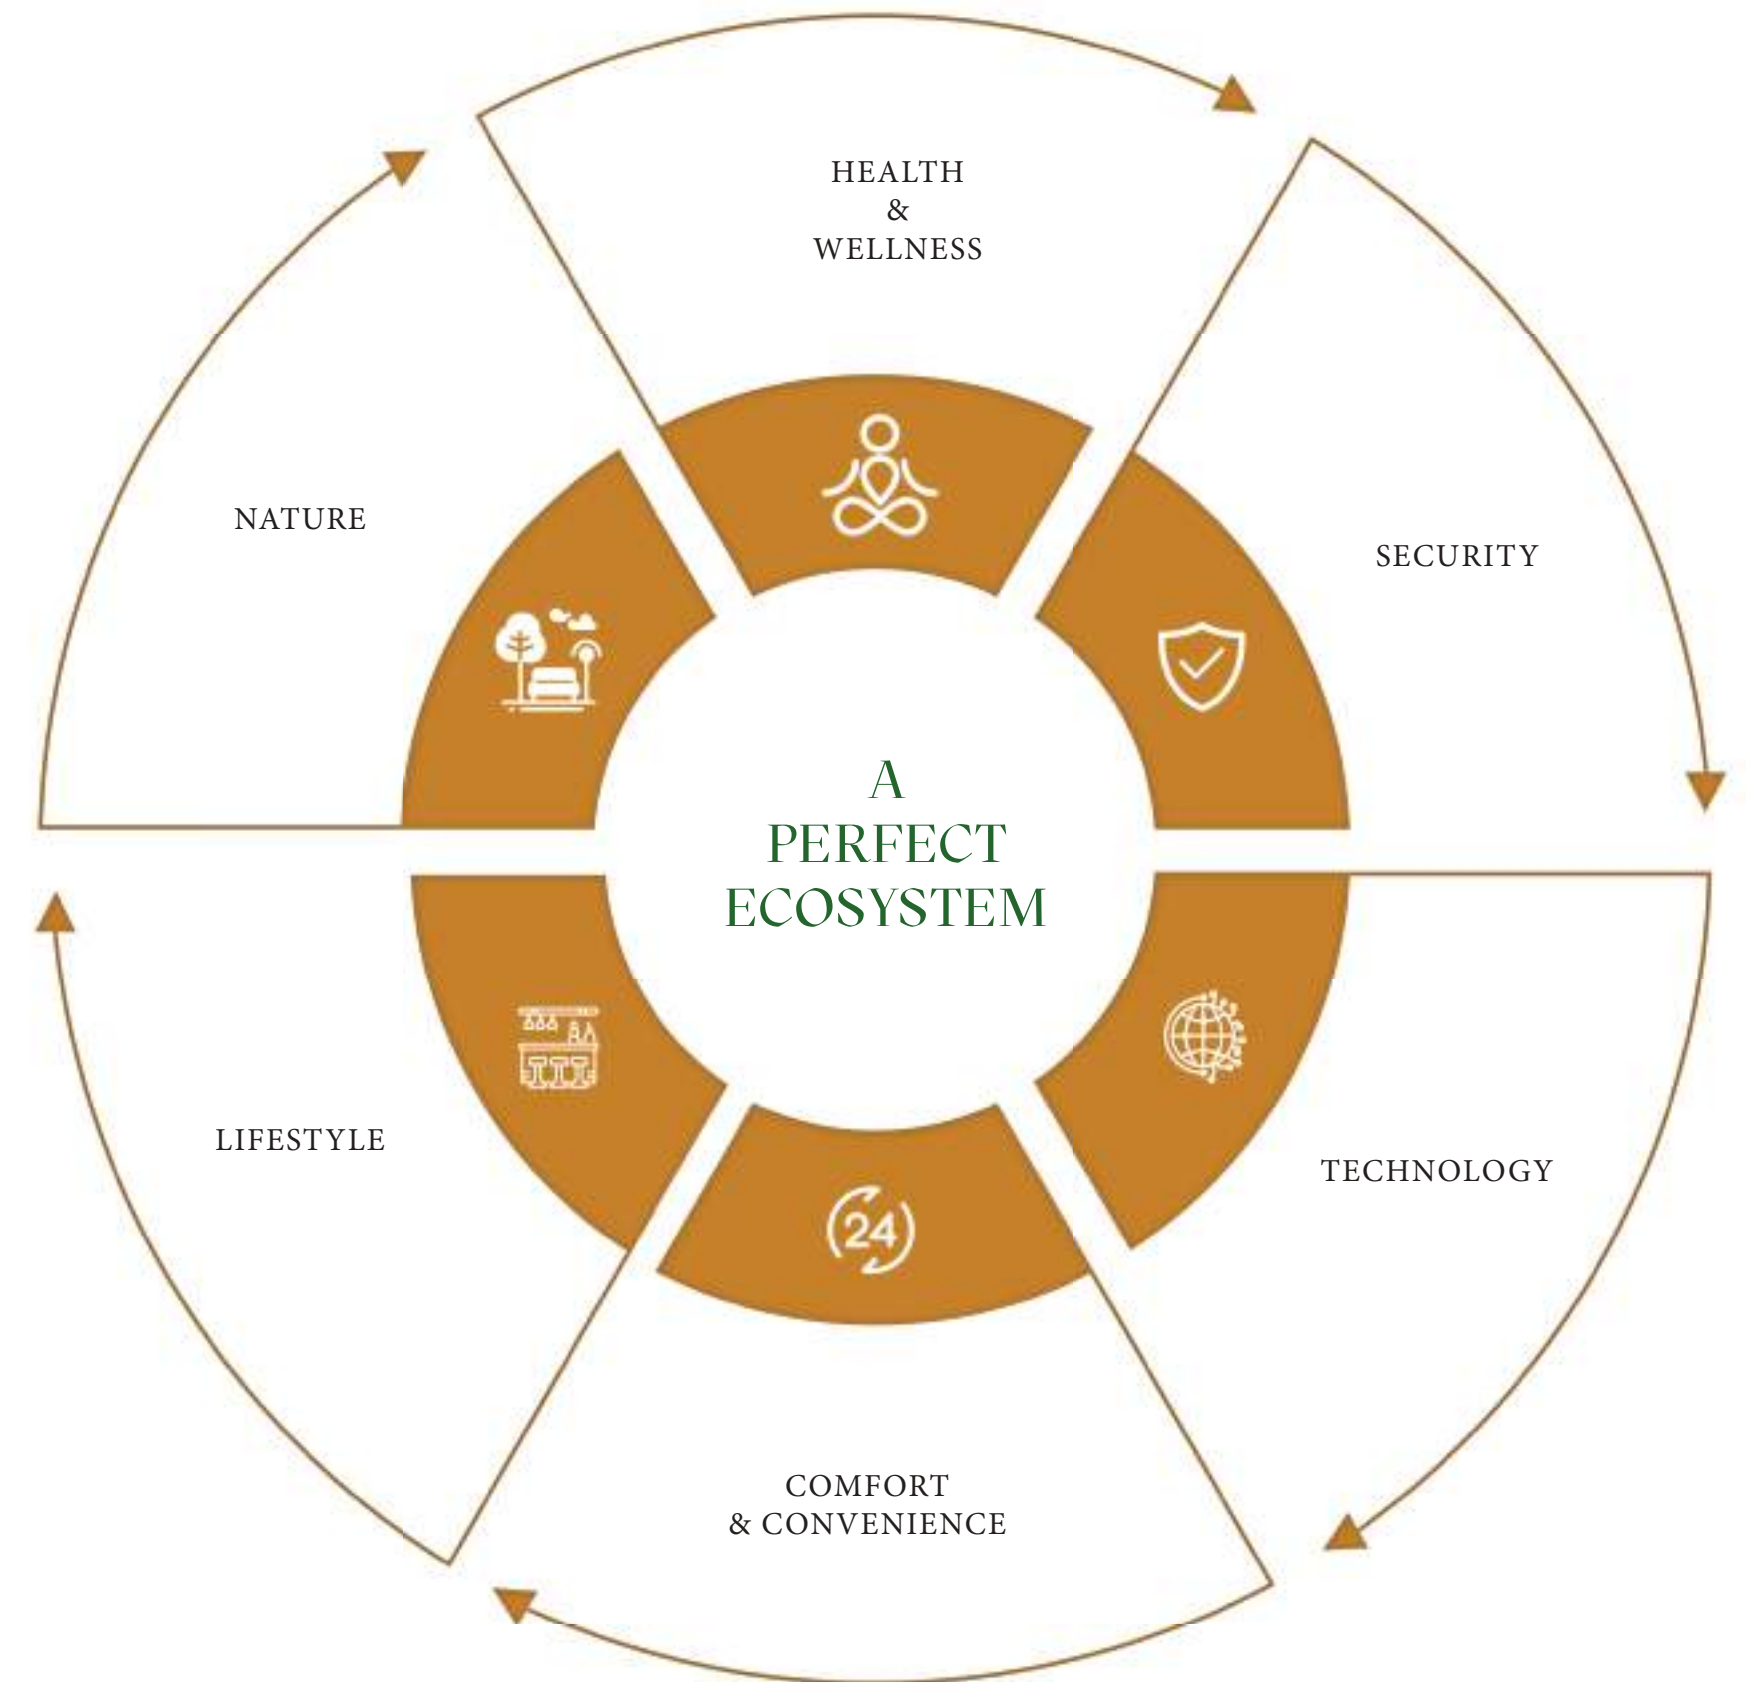 HEALTH
&
WELLNESS
NATURE
SECURITY
A
PERFECT
ECOSYSTEM
LIFESTYLE
TECHNOLOGY
24
COMFORT
& CONVENIENCE